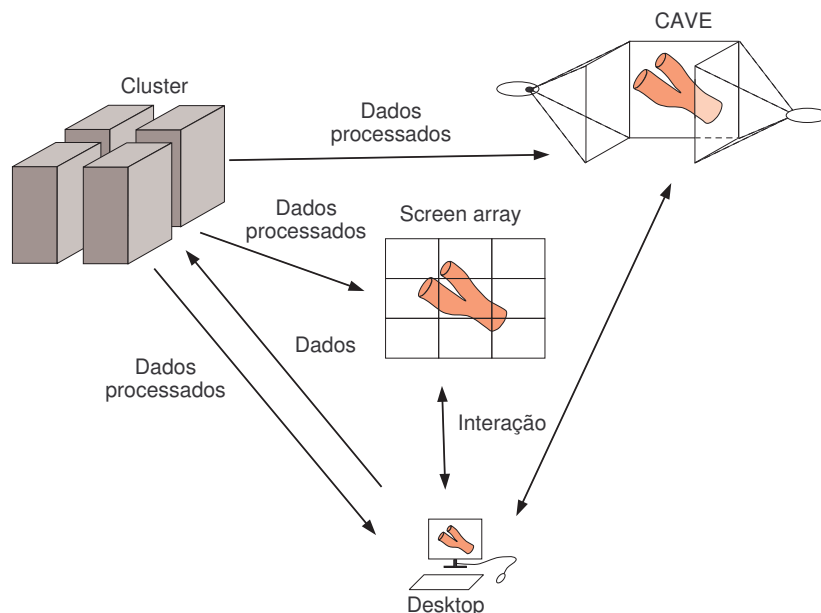 CAVE
Cluster
Dados
processados
Dados
processados
Screen array
Dados
Dados
processados
Interação
Desktop